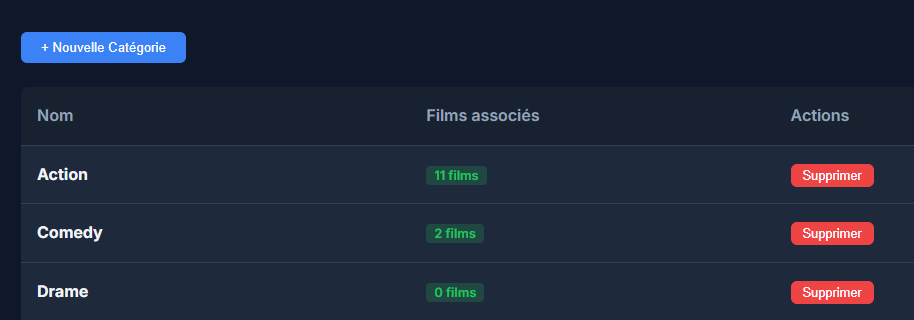 + Nouvelle Catégorie
Nom Films associés Actions
Action 11 films Supprimer
Comedy 2 films Supprimer
Drame 0 films Supprimer